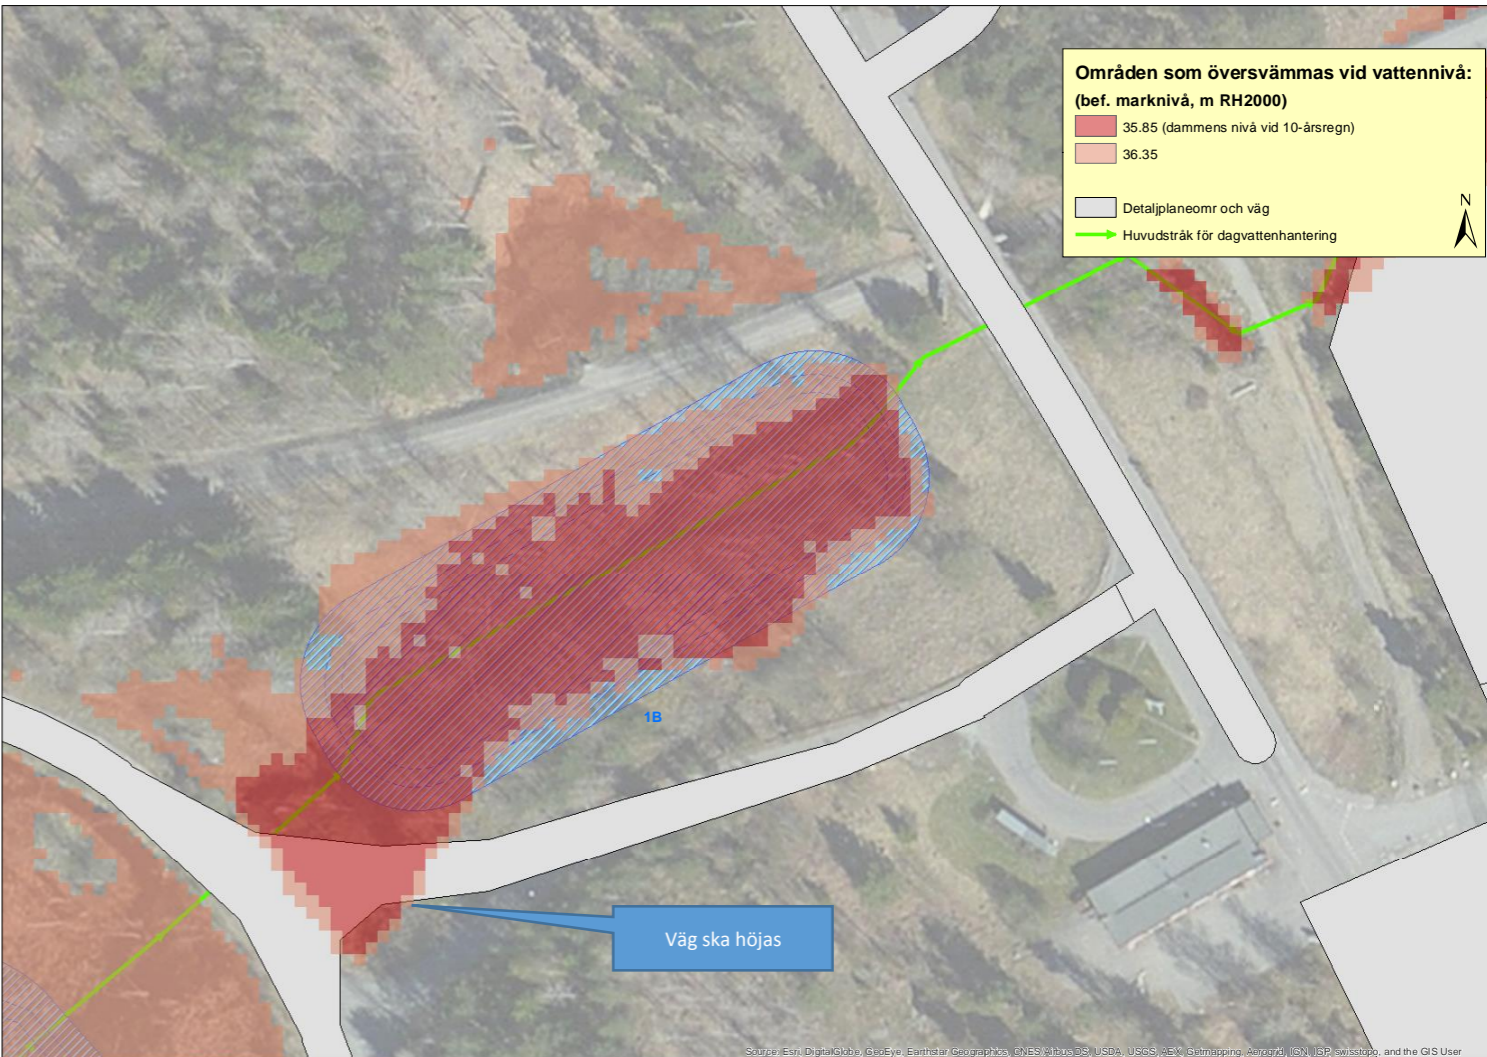 Områden som översvämmas vid vattennivå:
(bef. marknivå, m RH2000)
35.85 (dammens nivå vid 10-årsregn)
36.35
Detaljplaneomr och väg
Huvudstråk för dagvattenhantering
N
1B
Väg ska höjas
Source: Esri, DigitalGlobe, GeoEye, Earthstar Geographics, CNES/Airbus DS, USDA, USGS, AEX, Getmapping, Aerogrid, IGN, IGP, swisstopo, and the GIS User